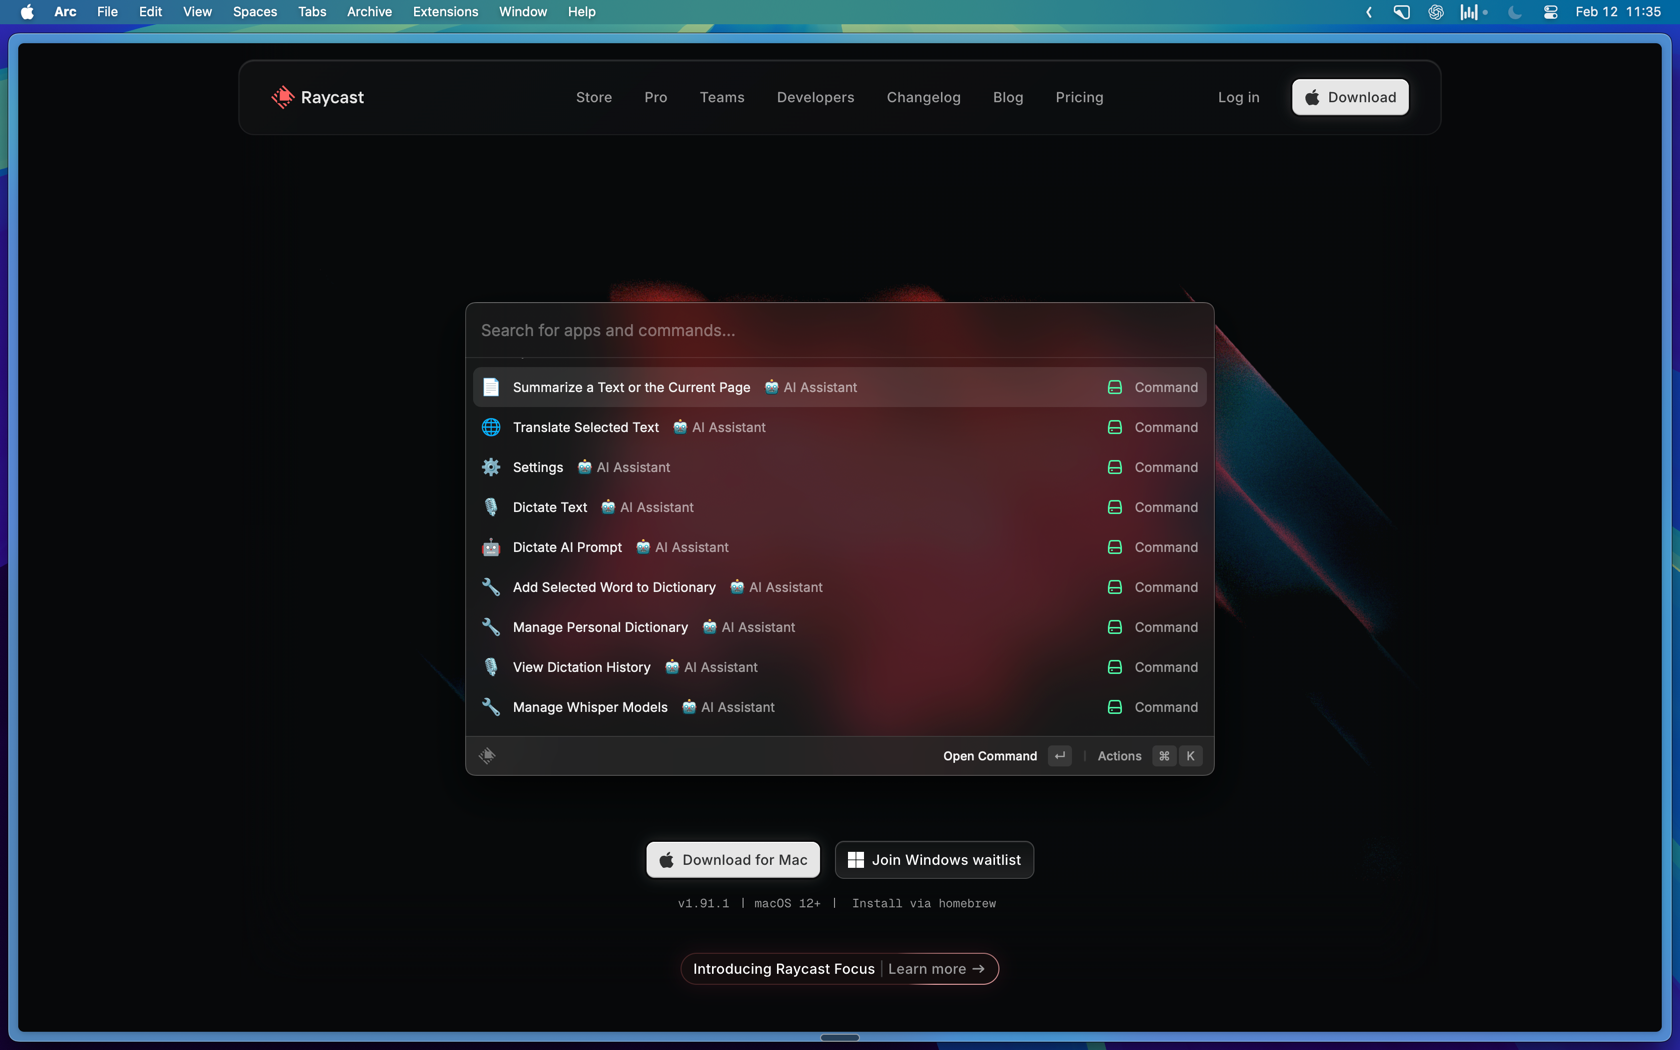 Arc File Edit View Spaces Tabs Archive Extensions Window Help Feb 12 11:35
Raycast Store Pro Teams Developers Changelog Blog Pricing Log in Download
Search for apps and commands...
Summarize a Text or the Current Page AI Assistant Command
Translate Selected Text AI Assistant Command
Settings AI Assistant Command
Dictate Text AI Assistant Command
Dictate AI Prompt AI Assistant Command
Add Selected Word to Dictionary AI Assistant Command
Manage Personal Dictionary AI Assistant Command
View Dictation History AI Assistant Command
Manage Whisper Models AI Assistant Command
Open Command ↵ | Actions ⌘ K
Download for Mac Join Windows waitlist
v1.91.1 | macOS 12+ | Install via homebrew
Introducing Raycast Focus | Learn more →